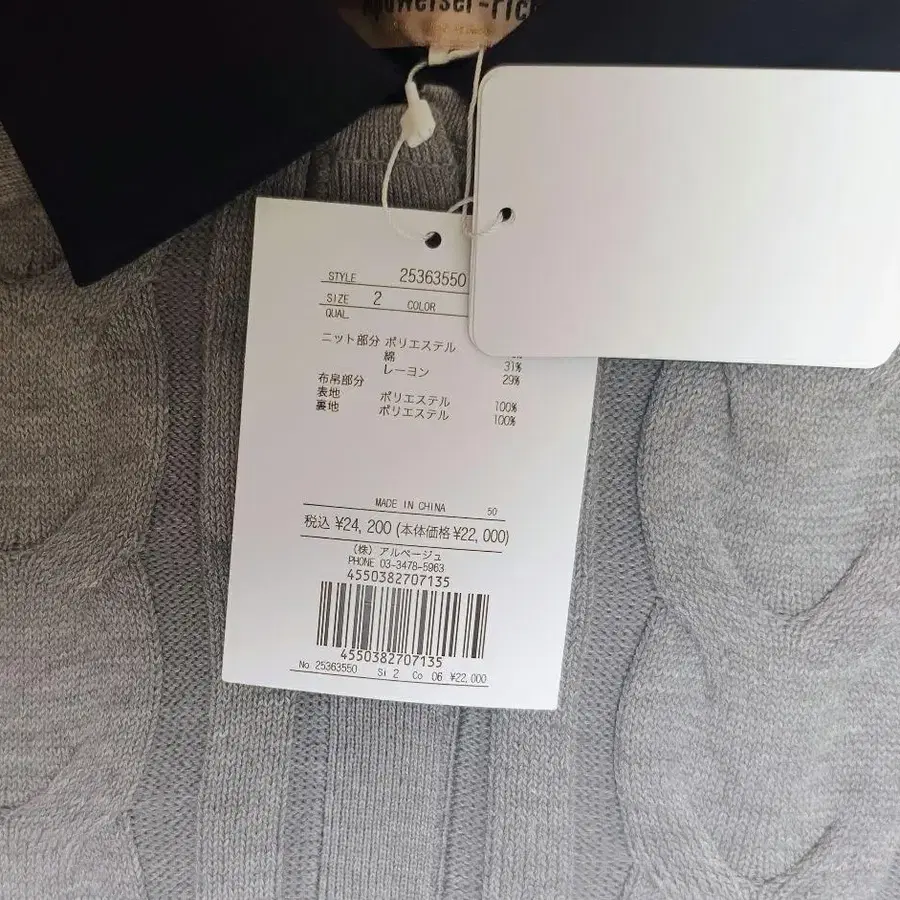 STYLE 25363550
SIZE 2 COLOR
QUAL
ニット部分 ポリエステル
綿 31%
レーヨン 29%
布帛部分
表地 ポリエステル 100%
裏地 ポリエステル 100%
MADE IN CHINA 50
税込 ¥24,200 (本体価格 ¥22,000)
(株) アルページュ
PHONE 03-3478-5963
4550382707135
4550382707135
No 25363550 Si 2 Co 06 ¥22,000